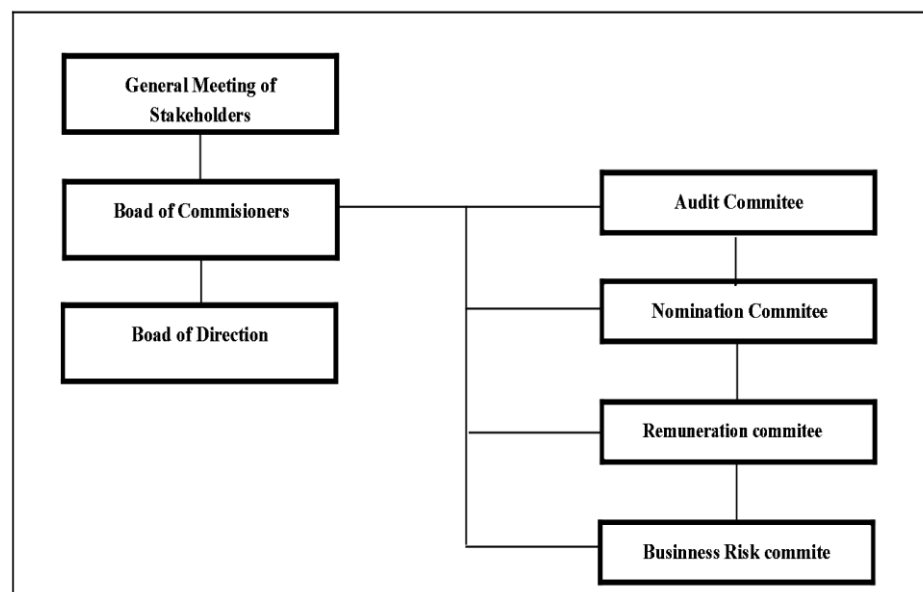 General Meeting of
Stakeholders
Boad of Commisioners
Boad of Direction
Audit Commitee
Nomination Commitee
Remuneration commitee
Businness Risk commite